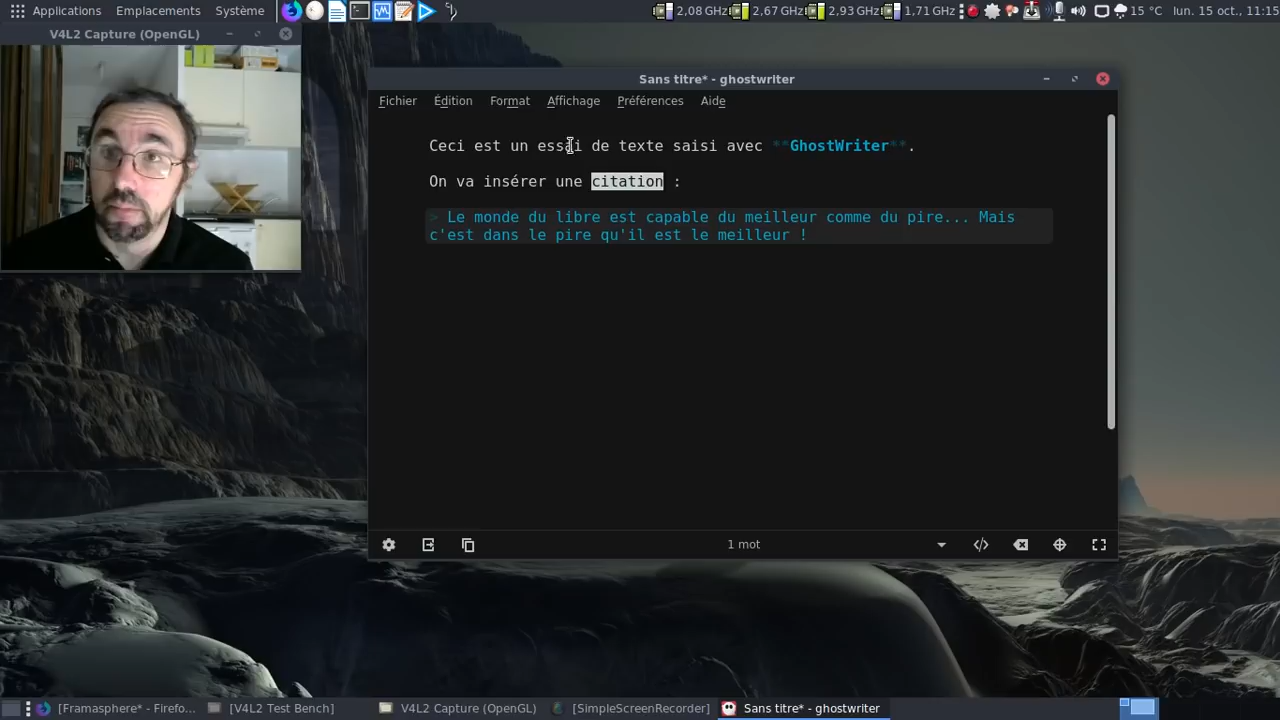 Applications Emplacements Système 2,08 GHz 2,67 GHz 2,93 GHz 1,71 GHz 15 °C lun. 15 oct., 11:15
V4L2 Capture (OpenGL)
Sans titre* - ghostwriter
Fichier Édition Format Affichage Préférences Aide
Ceci est un essai de texte saisi avec **GhostWriter**.
On va insérer une citation :
> Le monde du libre est capable du meilleur comme du pire... Mais
c'est dans le pire qu'il est le meilleur !
1 mot
[Framasphere* - Firefo... [V4L2 Test Bench] V4L2 Capture (OpenGL) [SimpleScreenRecorder] Sans titre* - ghostwriter